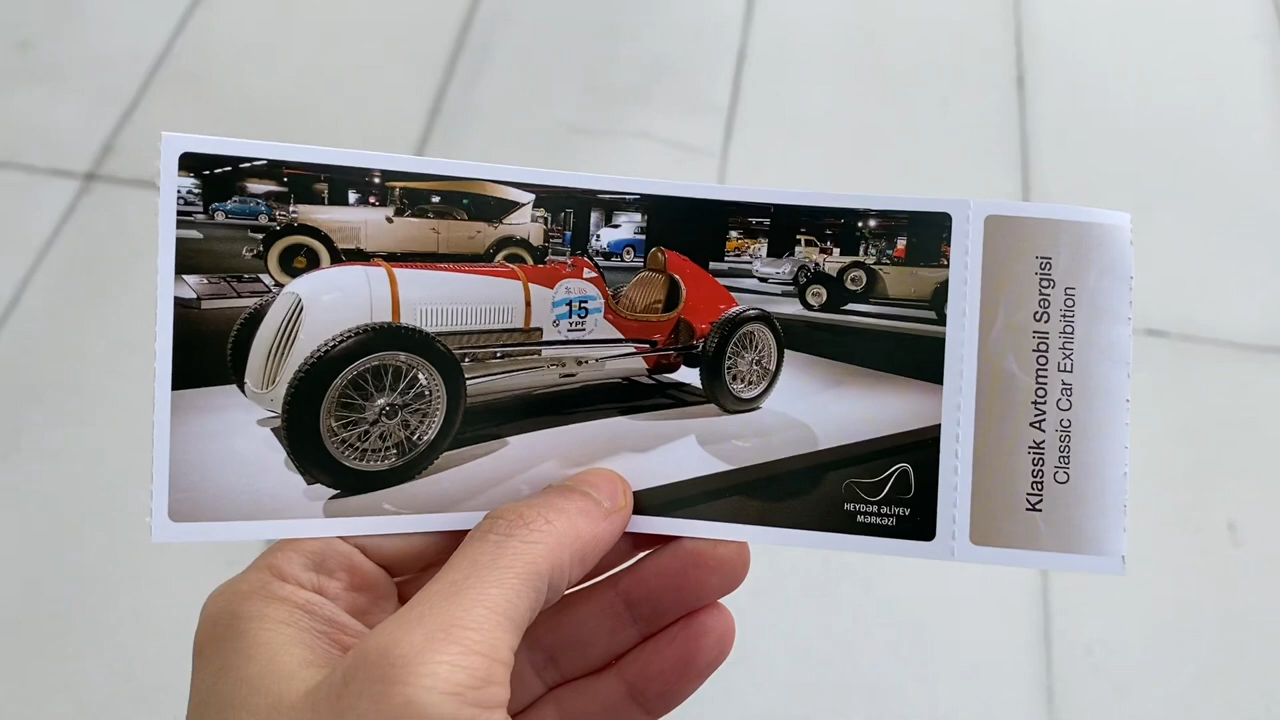 UBS
15
YPF
HEYDƏR ƏLİYEV
MƏRKƏZİ
Klassik Avtomobil Sərgisi
Classic Car Exhibition